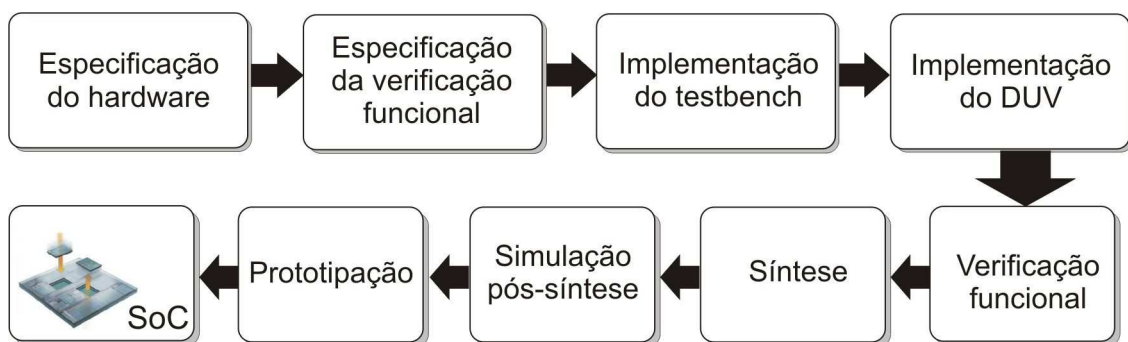 Especificação
do hardware
Especificação
da verificação
funcional
Implementação
do testbench
Implementação
do DUV
SoC
Prototipação
Simulação
pós-síntese
Síntese
Verificação
funcional